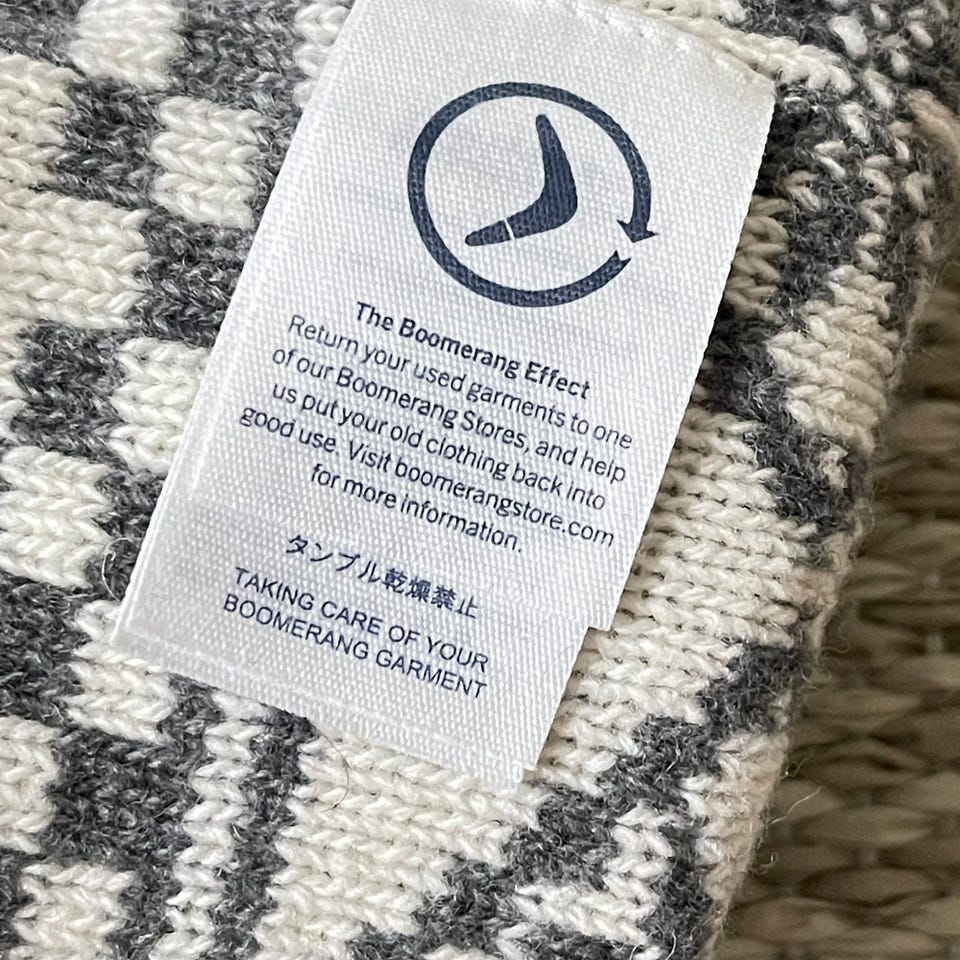 The Boomerang Effect
Return your used garments to one
of our Boomerang Stores, and help
us put your old clothing back into
good use. Visit boomerangstore.com
for more information.
タンブル乾燥禁止
TAKING CARE OF YOUR
BOOMERANG GARMENT